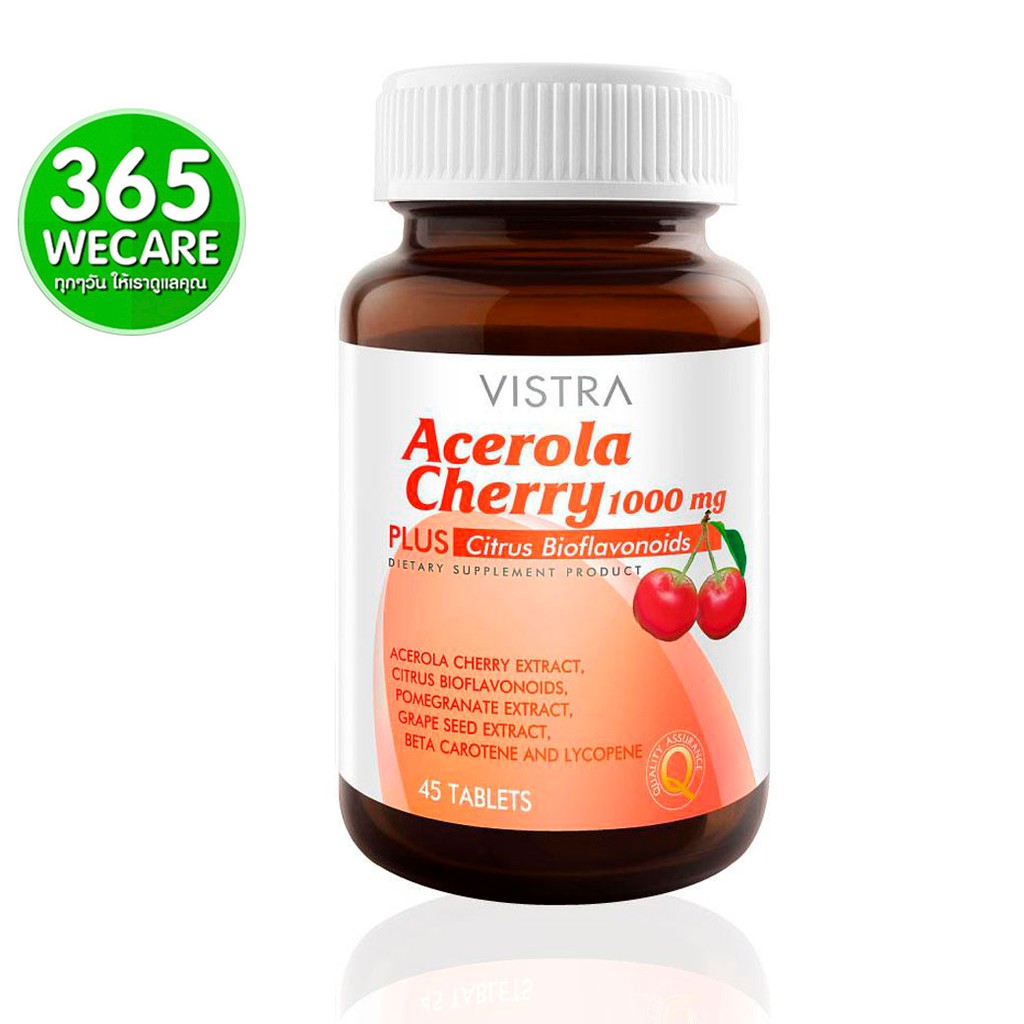 365
WECARE
ทุกๆวัน ให้เราดูแลคุณ
VISTRA
Acerola
Cherry 1000 mg
PLUS Citrus Bioflavonoids
DIETARY SUPPLEMENT PRODUCT
ACEROLA CHERRY EXTRACT,
CITRUS BIOFLAVONOIDS,
POMEGRANATE EXTRACT,
GRAPE SEED EXTRACT,
BETA CAROTENE AND LYCOPENE
QUALITY ASSURANCE
Q
45 TABLETS